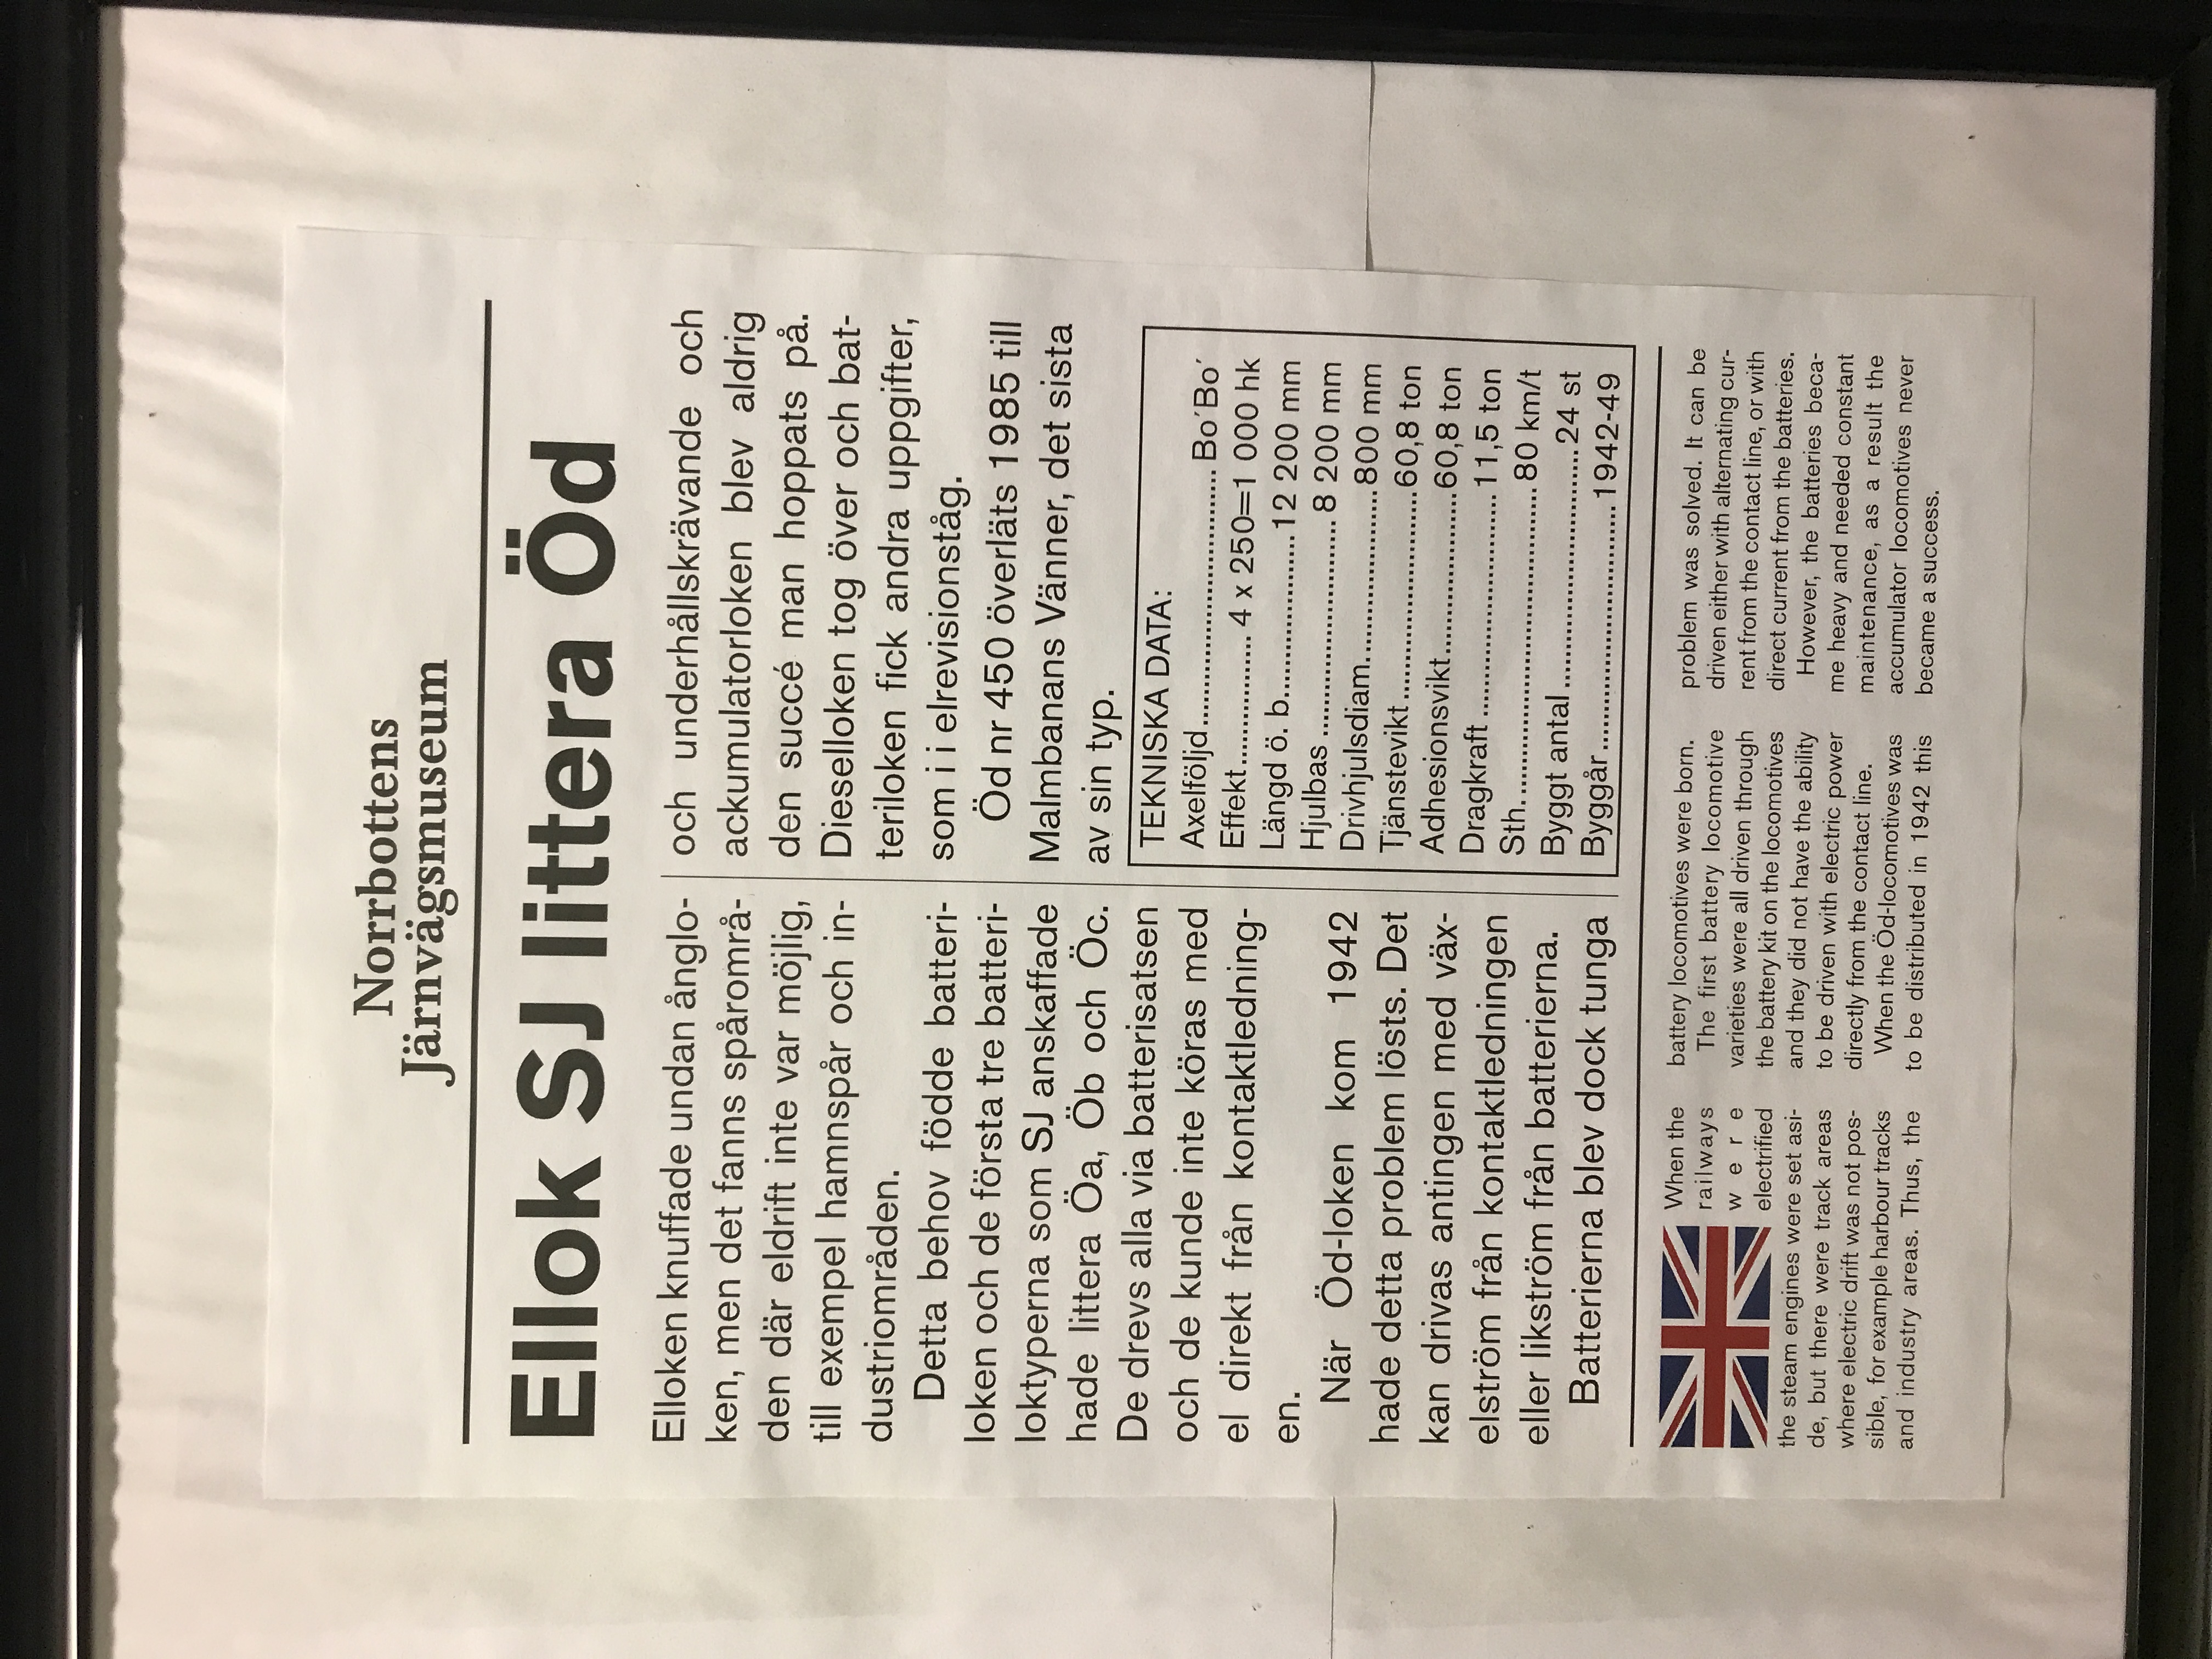 Norrbottens
Järnvägsmuseum
Ellok SJ littera Öd
Elloken knuffade undan ånglo-
ken, men det fanns spårområ-
den där eldrift inte var möjlig,
till exempel hamnspår och in-
dustriområden.
Detta behov födde batteri-
loken och de första tre batteri-
loktyperna som SJ anskaffade
hade littera Öa, Öb och Öc.
De drevs alla via batterisatsen
och de kunde inte köras med
el direkt från kontaktledning-
en.
När Öd-loken kom 1942
hade detta problem lösts. Det
kan drivas antingen med väx-
elström från kontaktledningen
eller likström från batterierna.
Batterierna blev dock tunga
och underhållskrävande och
ackumulatorloken blev aldrig
den succé man hoppats på.
Diesselloken tog över och bat-
teriloken fick andra uppgifter,
som i i elrevisionståg.
Öd nr 450 överläts 1985 till
Malmbanans Vänner, det sista
av sin typ.
TEKNISKA DATA:
Axelföljd.............................. Bo´Bo´
Effekt.............. 4 x 250=1 000 hk
Längd ö. b.................12 200 mm
Hjulbas ....................... 8 200 mm
Drivhjulsdiam....................800 mm
Tjänstevikt.........................60,8 ton
Adhesionsvikt....................60,8 ton
Dragkraft ........................... 11,5 ton
Sth......................................80 km/t
Byggt antal ...........................24 st
Byggår..............................1942-49
When the
railways
were
electrified
the steam engines were set asi-
de, but there were track areas
where electric drift was not pos-
sible, for example harbour tracks
and industry areas. Thus, the
battery locomotives were born.
The first battery locomotive
varieties were all driven through
the battery kit on the locomotives
and they did not have the ability
to be driven with electric power
directly from the contact line.
When the Öd-locomotives was
to be distributed in 1942 this
problem was solved. It can be
driven either with alternating cur-
rent from the contact line, or with
direct current from the batteries.
However, the batteries beca-
me heavy and needed constant
maintenance, as a result the
accumulator locomotives never
became a success.